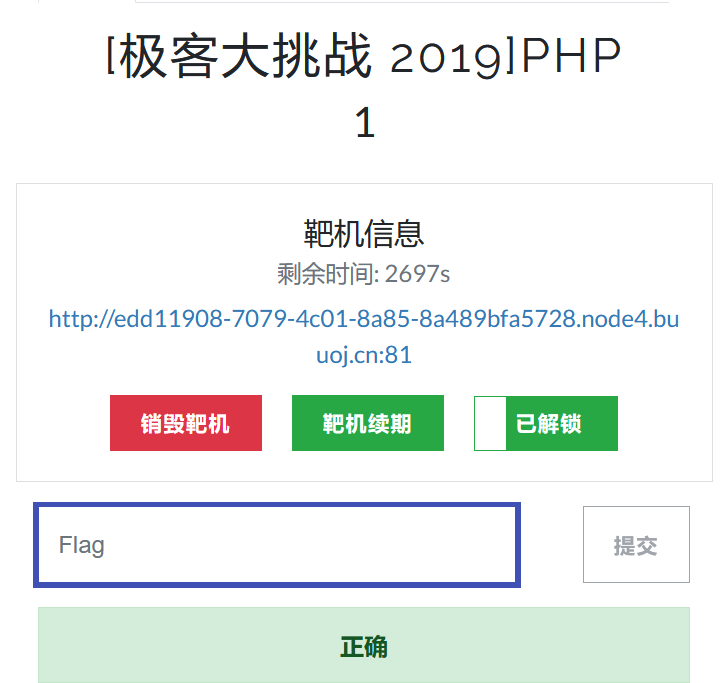 [极客大挑战 2019]PHP
1
靶机信息
剩余时间: 2697s
http://edd11908-7079-4c01-8a85-8a489bfa5728.node4.bu
uoj.cn:81
销毁靶机 靶机续期 已解锁
Flag 提交
正确